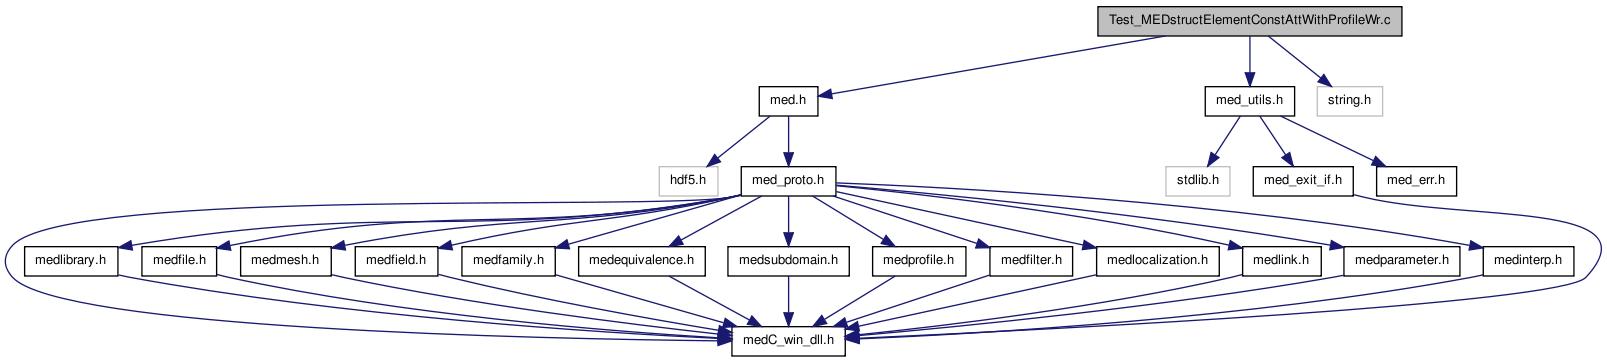 Test_MEDstructElementConstAttWithProfileWr.c
med.h
med_utils.h
string.h
hdf5.h
med_proto.h
stdlib.h
med_exit_if.h
med_err.h
medlibrary.h
medfile.h
medmesh.h
medfield.h
medfamily.h
medequivalence.h
medsubdomain.h
medprofile.h
medfilter.h
medlocalization.h
medlink.h
medparameter.h
medinterp.h
medC_win_dll.h